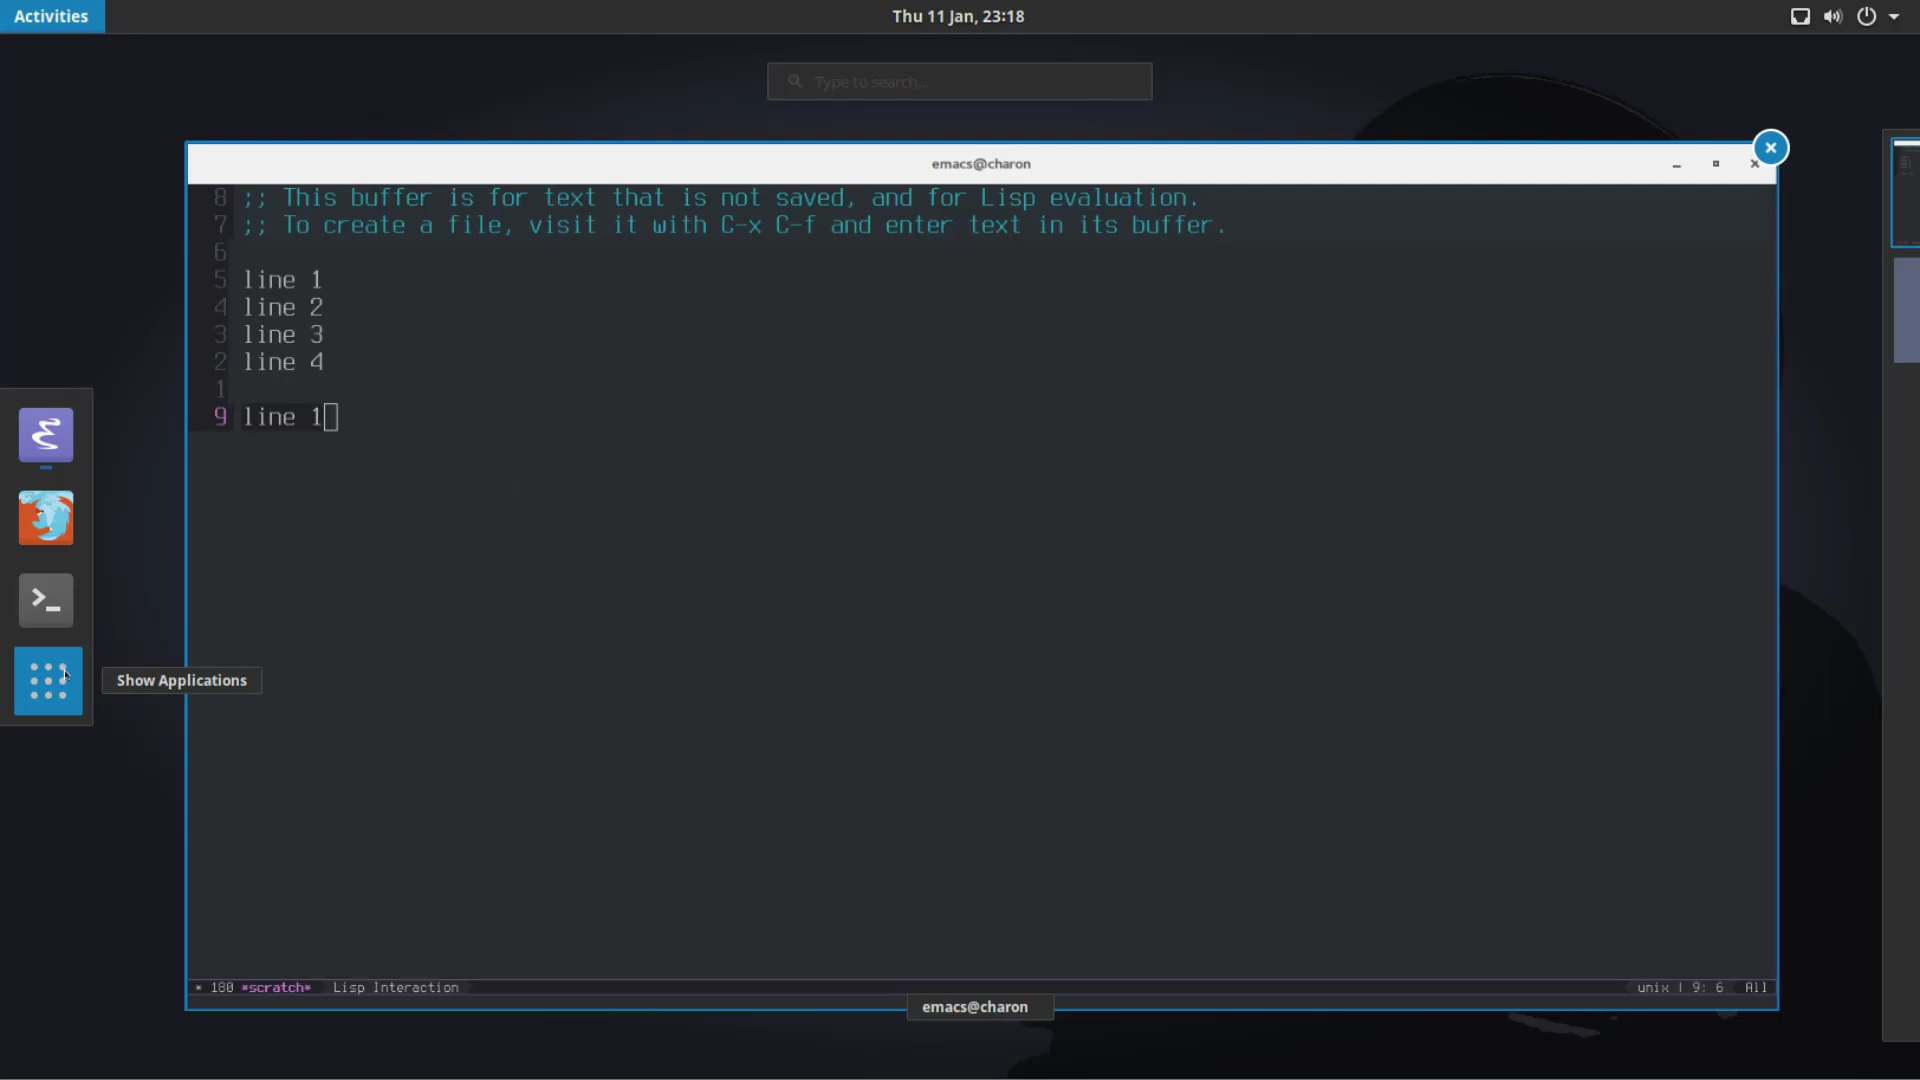 Activities
Thu 11 Jan, 23:18
Type to search...
emacs@charon
8 ;; This buffer is for text that is not saved, and for Lisp evaluation.
7 ;; To create a file, visit it with C-x C-f and enter text in its buffer.
6
5 line 1
4 line 2
3 line 3
2 line 4
1
9 line 1
Show Applications
* 180 *scratch* Lisp Interaction unix | 9: 6 All
emacs@charon